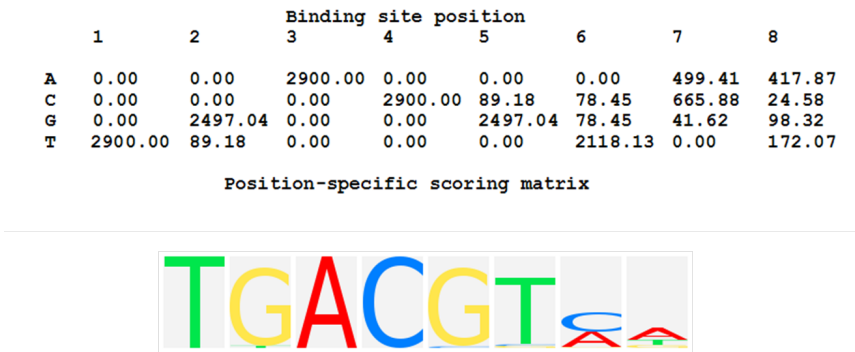 Binding site position
1 2 3 4 5 6 7 8
A 0.00 0.00 2900.00 0.00 0.00 0.00 499.41 417.87
C 0.00 0.00 0.00 2900.00 89.18 78.45 665.88 24.58
G 0.00 2497.04 0.00 0.00 2497.04 78.45 41.62 98.32
T 2900.00 89.18 0.00 0.00 0.00 2118.13 0.00 172.07
Position-specific scoring matrix
TGACGTCA
AT